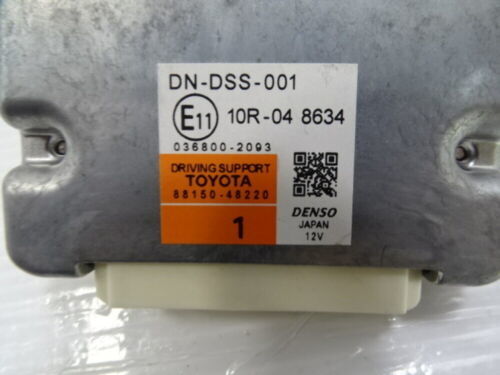 DN-DSS-001
E11 10R-04 8634
036800-2093
DRIVING SUPPORT
TOYOTA
88150-48220
1
DENSO
JAPAN
12V